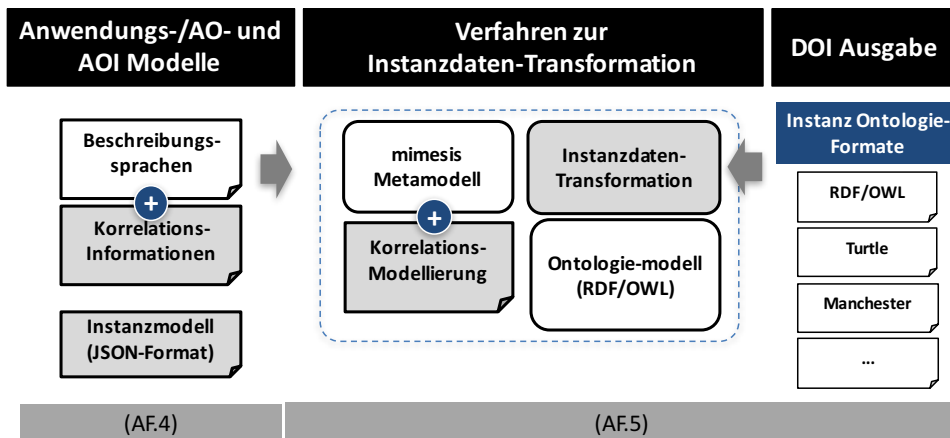 Anwendungs-/AO- und
AOI Modelle
Verfahren zur
Instanzdaten-Transformation
DOI Ausgabe
Beschreibungs-
sprachen
+
Korrelations-
Informationen
Instanzmodell
(JSON-Format)
mimesis
Metamodell
+
Korrelations-
Modellierung
Instanzdaten-
Transformation
Ontologie-modell
(RDF/OWL)
Instanz Ontologie-
Formate
RDF/OWL
Turtle
Manchester
...
(AF.4)
(AF.5)